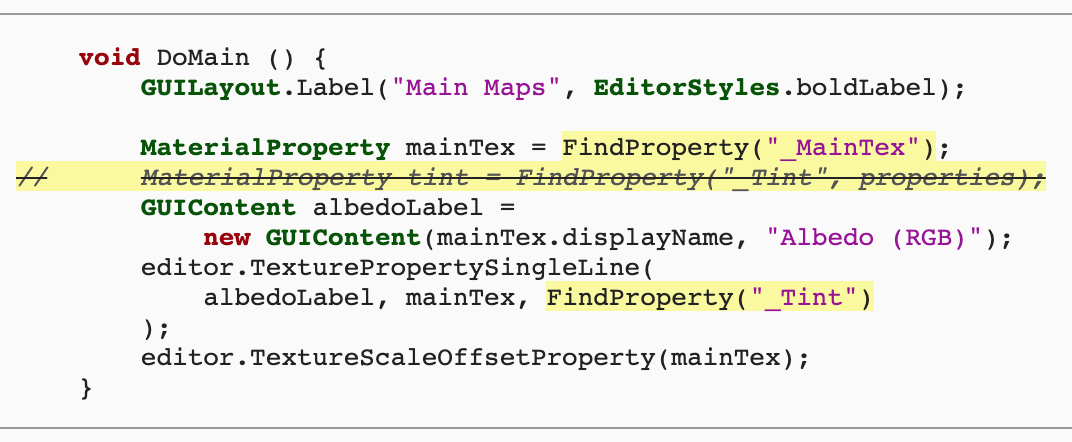 void DoMain () {
GUILayout.Label("Main Maps", EditorStyles.boldLabel);
MaterialProperty mainTex = FindProperty("_MainTex");
//      MaterialProperty tint = FindProperty("_Tint", properties);
GUIContent albedoLabel =
new GUIContent(mainTex.displayName, "Albedo (RGB)");
editor.TexturePropertySingleLine(
albedoLabel, mainTex, FindProperty("_Tint")
);
editor.TextureScaleOffsetProperty(mainTex);
}